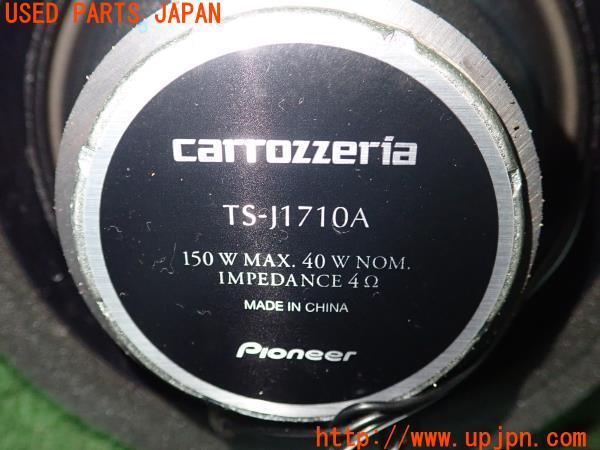 USED PARTS JAPAN
carrozzeria
TS-J1710A
150 W MAX. 40 W NOM.
IMPEDANCE 4Ω
MADE IN CHINA
Pioneer
http://www.upjpn.com